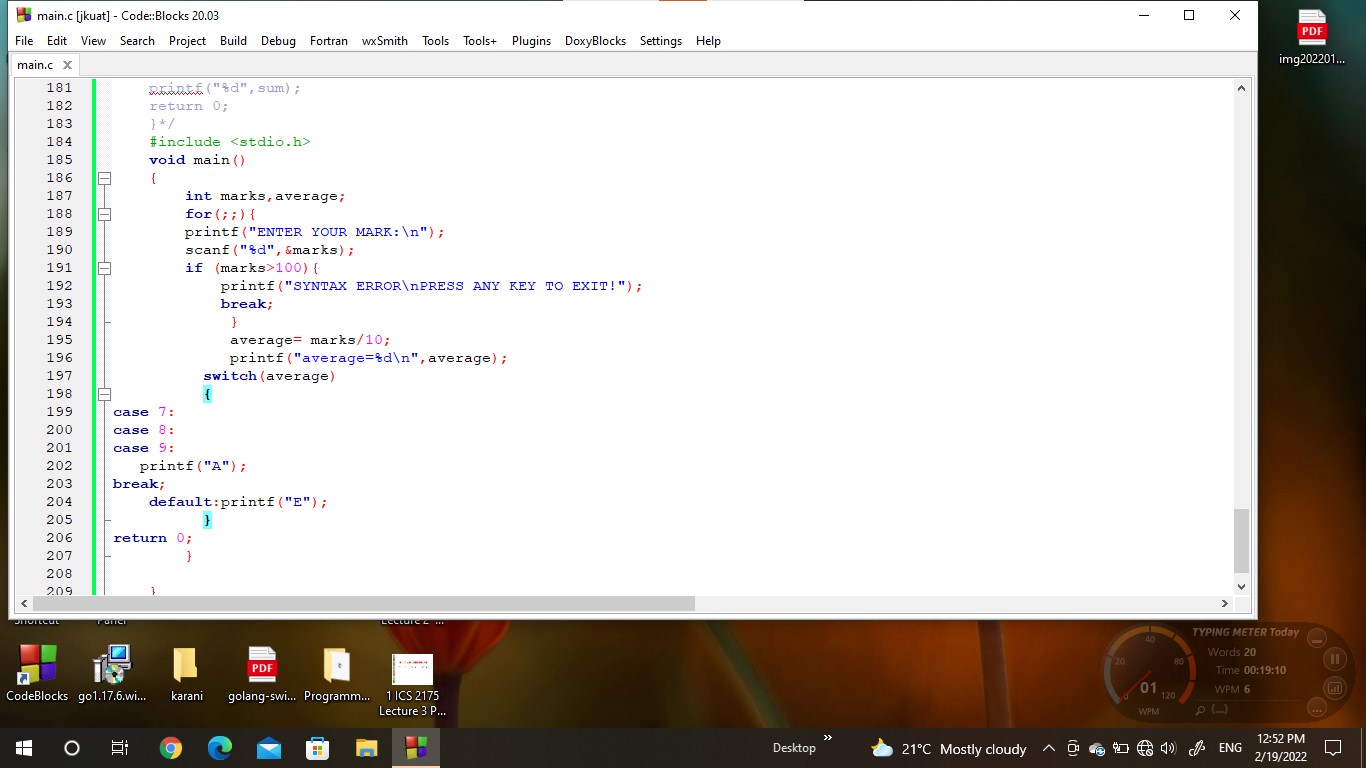 main.c [jkuat] - Code::Blocks 20.03
File Edit View Search Project Build Debug Fortran wxSmith Tools Tools+ Plugins DoxyBlocks Settings Help
main.c
181 printf("%d",sum);
182 return 0;
183 }*/
184 #include <stdio.h>
185 void main()
186 {
187 int marks,average;
188 for(;;){
189 printf("ENTER YOUR MARK:\n");
190 scanf("%d",&marks);
191 if (marks>100){
192 printf("SYNTAX ERROR\nPRESS ANY KEY TO EXIT!");
193 break;
194 }
195 average= marks/10;
196 printf("average=%d\n",average);
197 switch(average)
198 {
199 case 7:
200 case 8:
201 case 9:
202 printf("A");
203 break;
204 default:printf("E");
205 }
206 return 0;
207 }
208
209 }
PDF
img202201...
Shortcut
Panel
Lecture 2 ...
CodeBlocks
go1.17.6.wi...
karani
PDF
golang-swi...
Programm...
1 ICS 2175
Lecture 3 P...
TYPING METER Today
Words 20
Time 00:19:10
WPM 6
0 20 40 80 120
01
WPM
(...)
Desktop
21°C Mostly cloudy
ENG
12:52 PM
2/19/2022